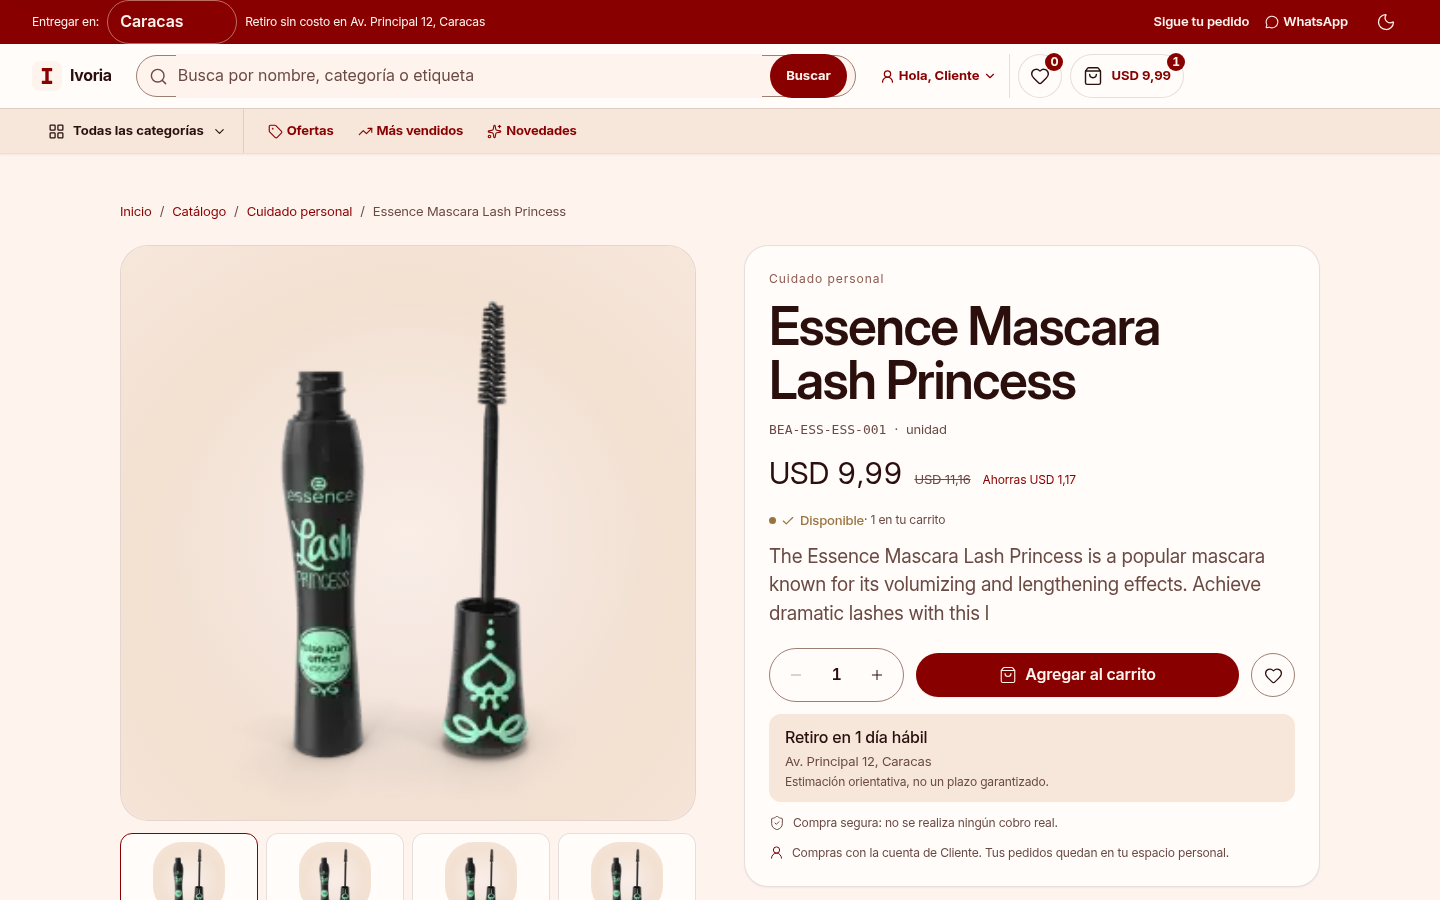 Entregar en: Caracas Retiro sin costo en Av. Principal 12, Caracas Sigue tu pedido WhatsApp
I Ivoria Busca por nombre, categoría o etiqueta Buscar Hola, Cliente 0 USD 9,99 1
Todas las categorías Ofertas Más vendidos Novedades
Inicio / Catálogo / Cuidado personal / Essence Mascara Lash Princess
essence
Lash
PRINCESS
false lash
effect
Cuidado personal
Essence Mascara
Lash Princess
BEA-ESS-ESS-001 · unidad
USD 9,99 USD 11,16 Ahorras USD 1,17
Disponible · 1 en tu carrito
The Essence Mascara Lash Princess is a popular mascara
known for its volumizing and lengthening effects. Achieve
dramatic lashes with this l
1 Agregar al carrito
Retiro en 1 día hábil
Av. Principal 12, Caracas
Estimación orientativa, no un plazo garantizado.
Compra segura: no se realiza ningún cobro real.
Compras con la cuenta de Cliente. Tus pedidos quedan en tu espacio personal.